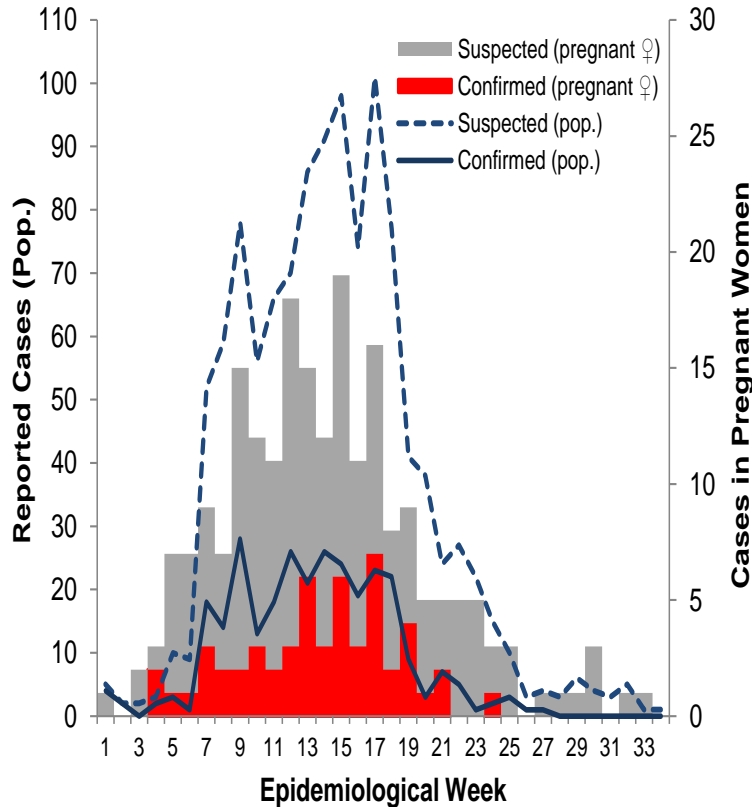 110
100
90
80
70
60
50
40
30
20
10
0
Reported Cases (Pop.)
Suspected (pregnant ♀)
Confirmed (pregnant ♀)
Suspected (pop.)
Confirmed (pop.)
30
25
20
15
10
5
0
Cases in Pregnant Women
1 3 5 7 9 11 13 15 17 19 21 23 25 27 29 31 33
Epidemiological Week